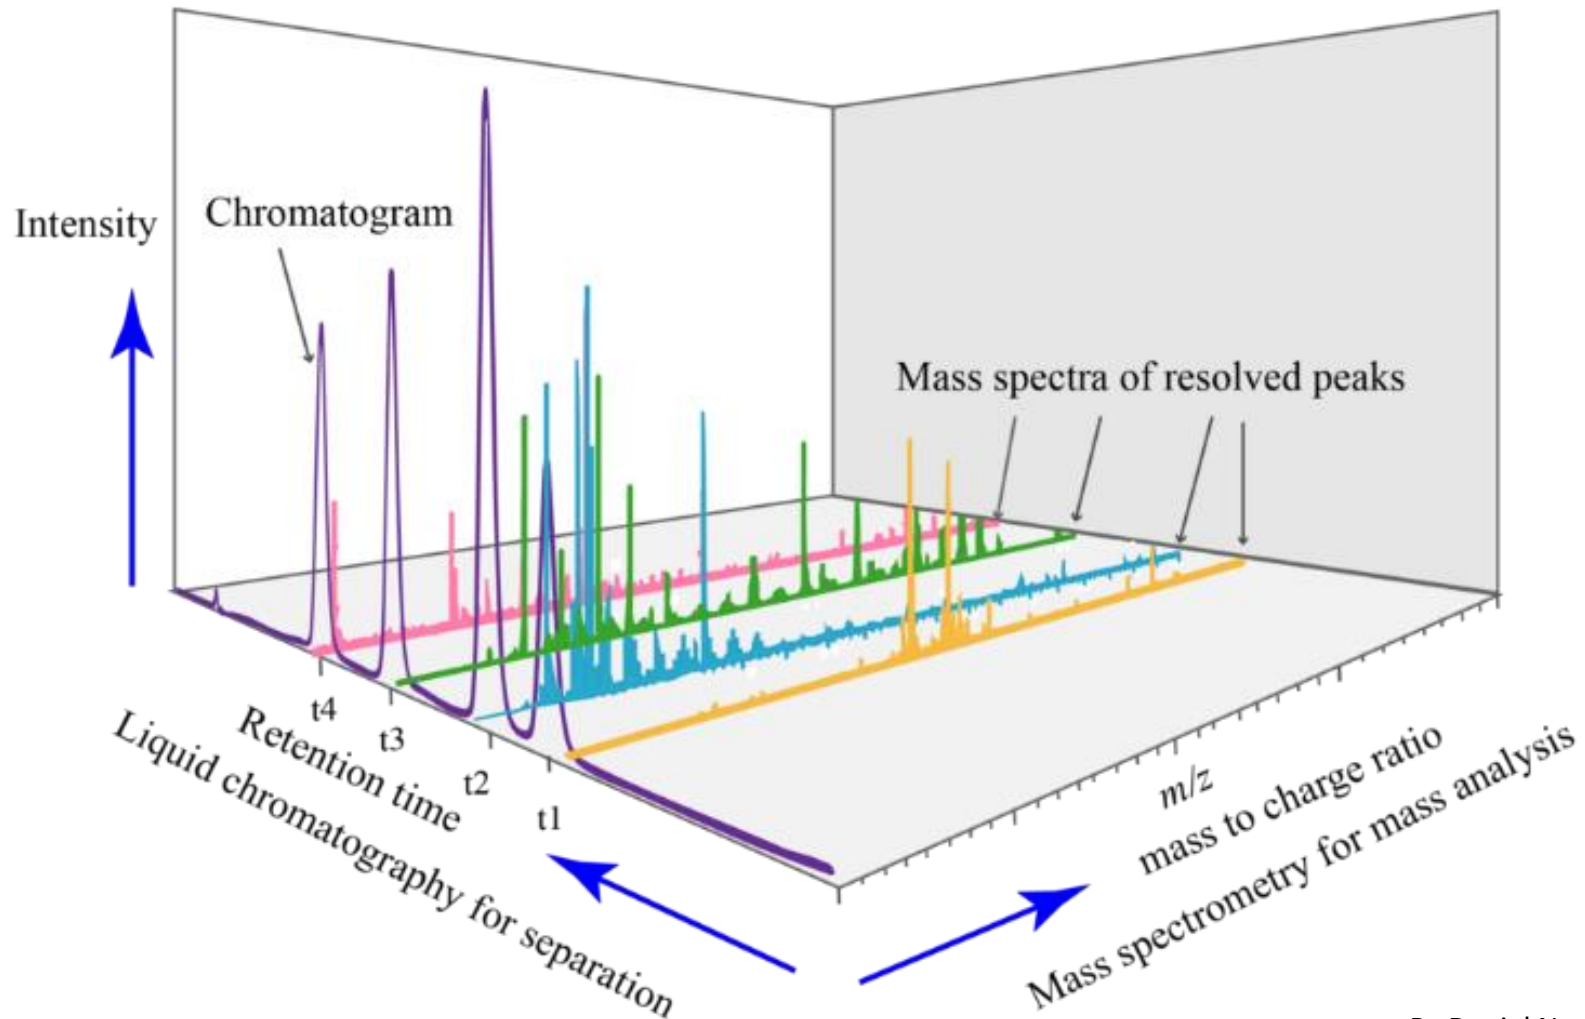 Intensity
Chromatogram
Mass spectra of resolved peaks
t4
t3
t2
t1
Retention time
Liquid chromatography for separation
m/z
mass to charge ratio
Mass spectrometry for mass analysis